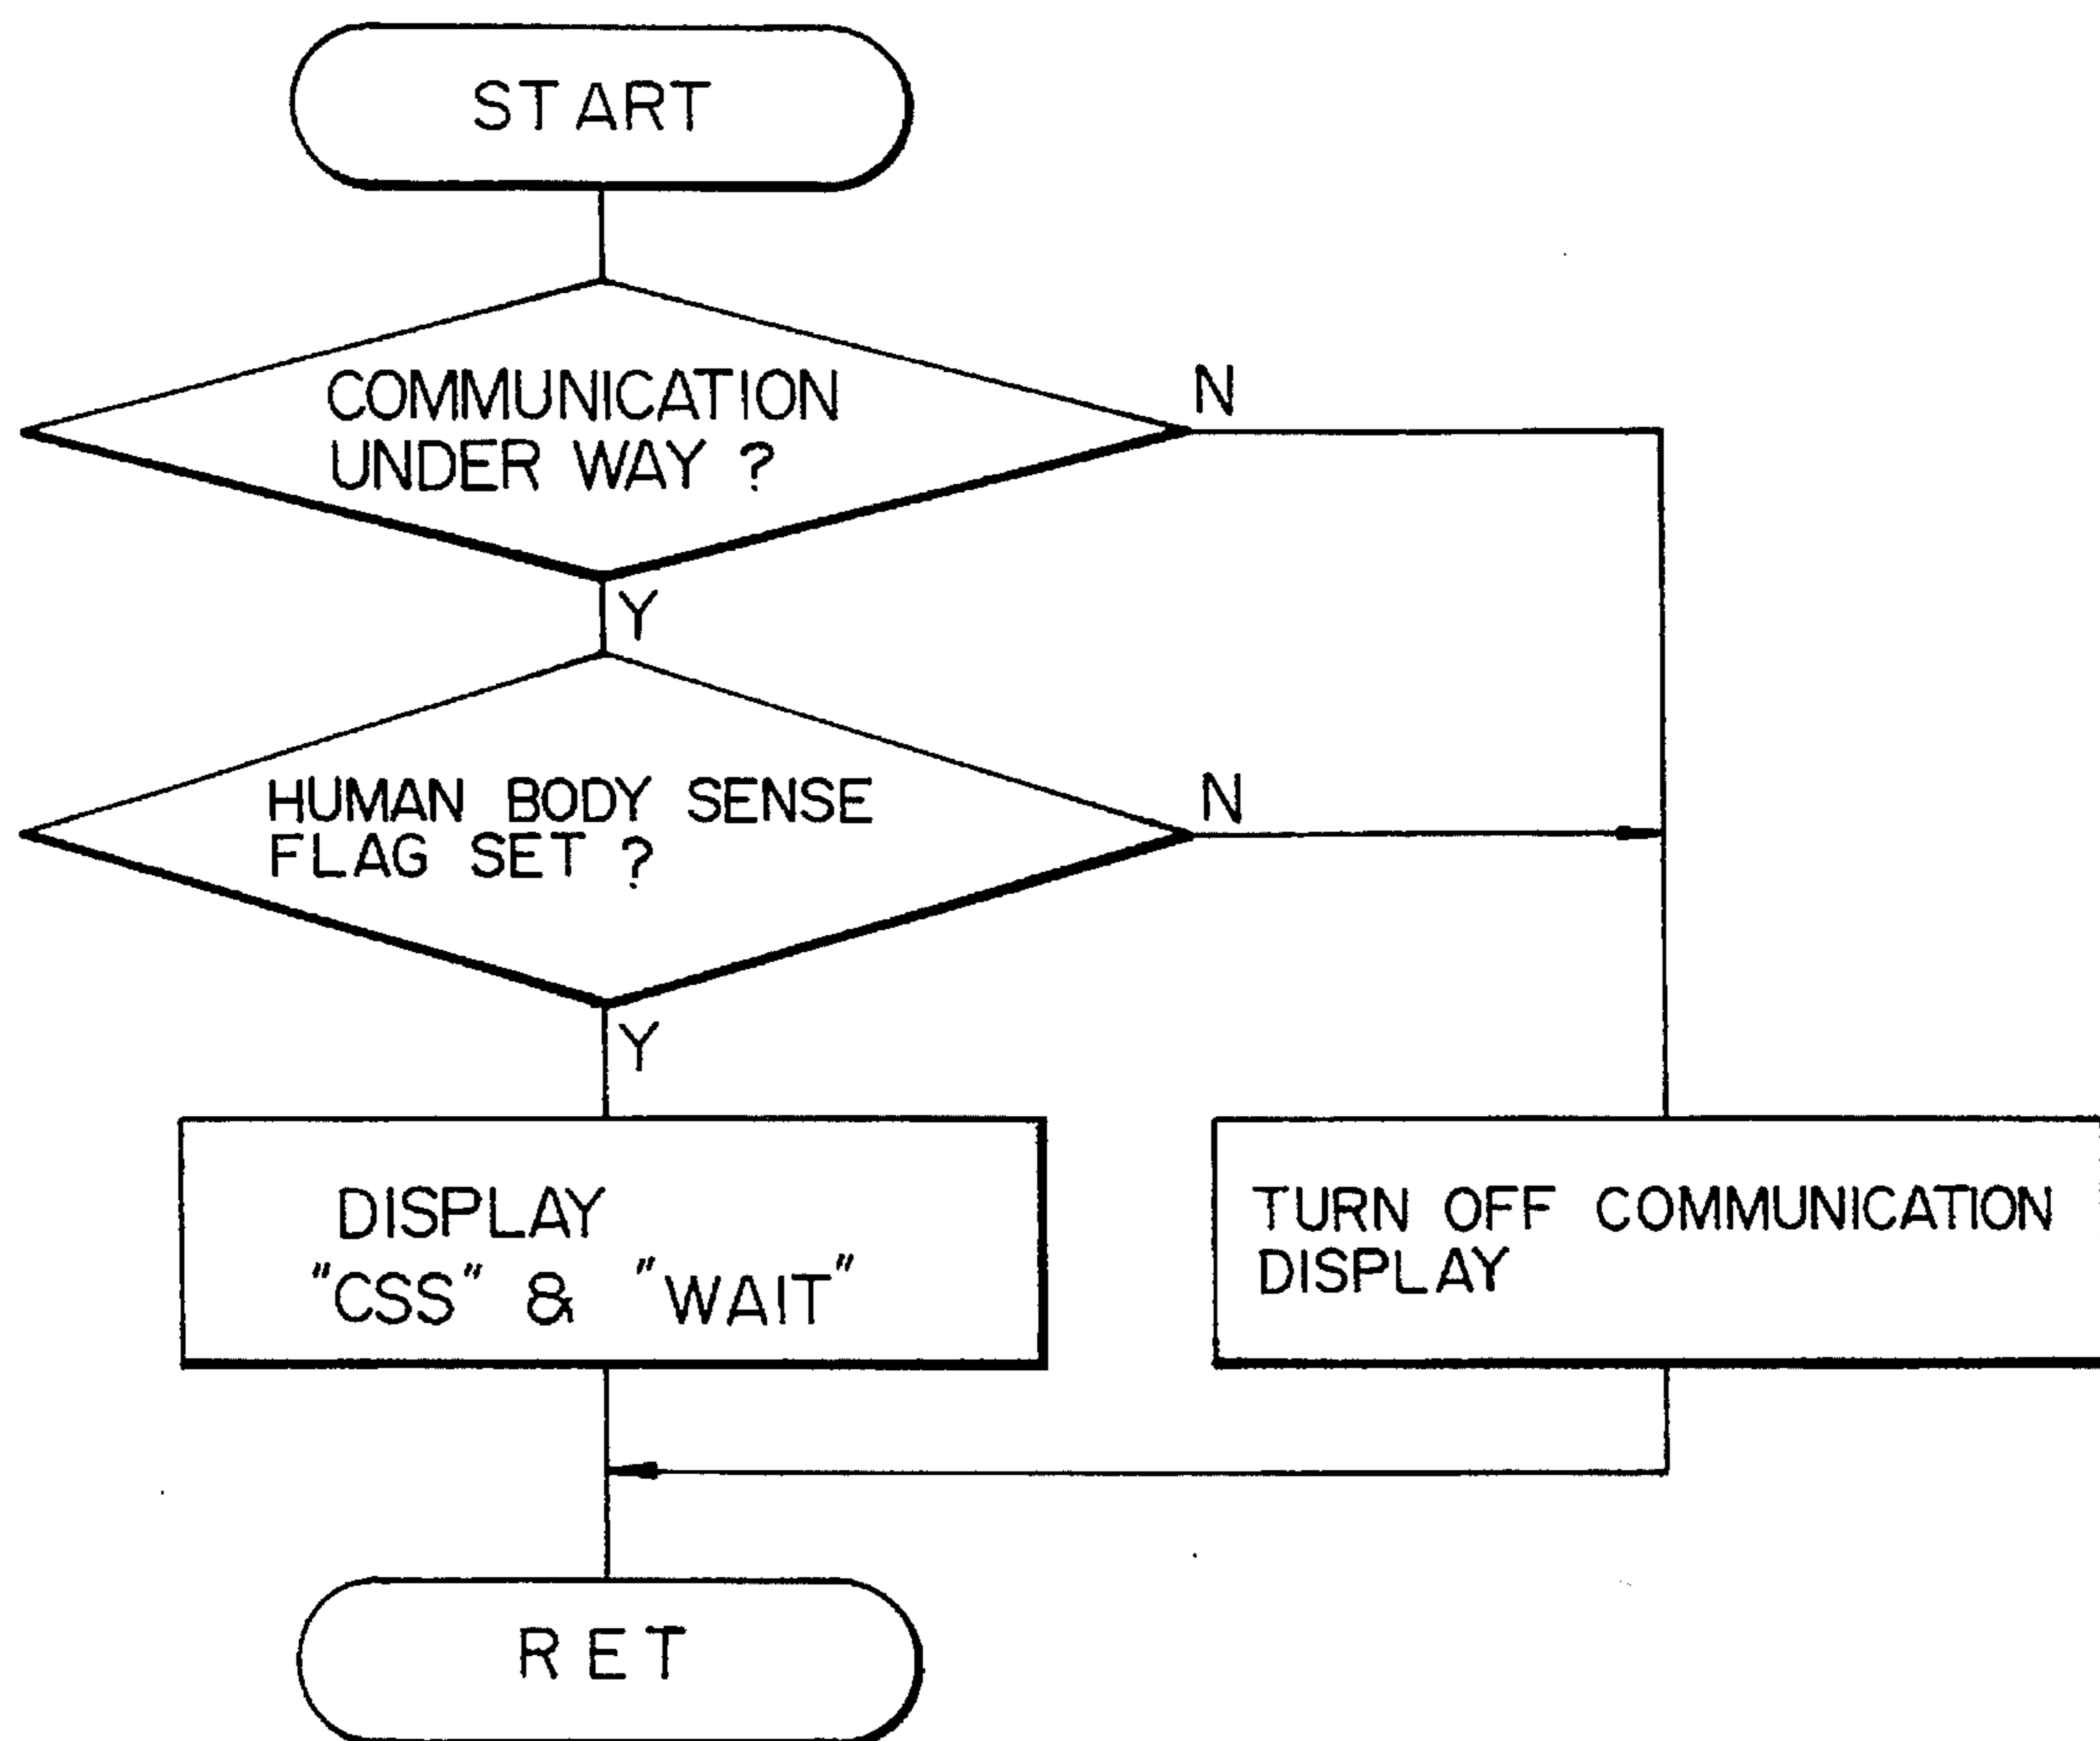 START
COMMUNICATION
UNDER WAY ?
N
Y
HUMAN BODY SENSE
FLAG SET ?
N
Y
DISPLAY
"CSS" & "WAIT"
TURN OFF COMMUNICATION
DISPLAY
RET